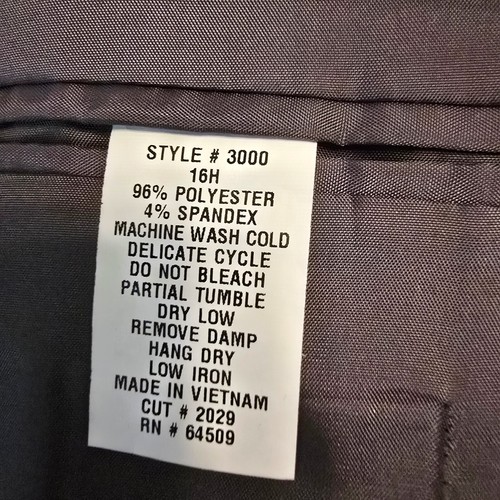 STYLE # 3000
16H
96% POLYESTER
4% SPANDEX
MACHINE WASH COLD
DELICATE CYCLE
DO NOT BLEACH
PARTIAL TUMBLE
DRY LOW
REMOVE DAMP
HANG DRY
LOW IRON
MADE IN VIETNAM
CUT # 2029
RN # 64509